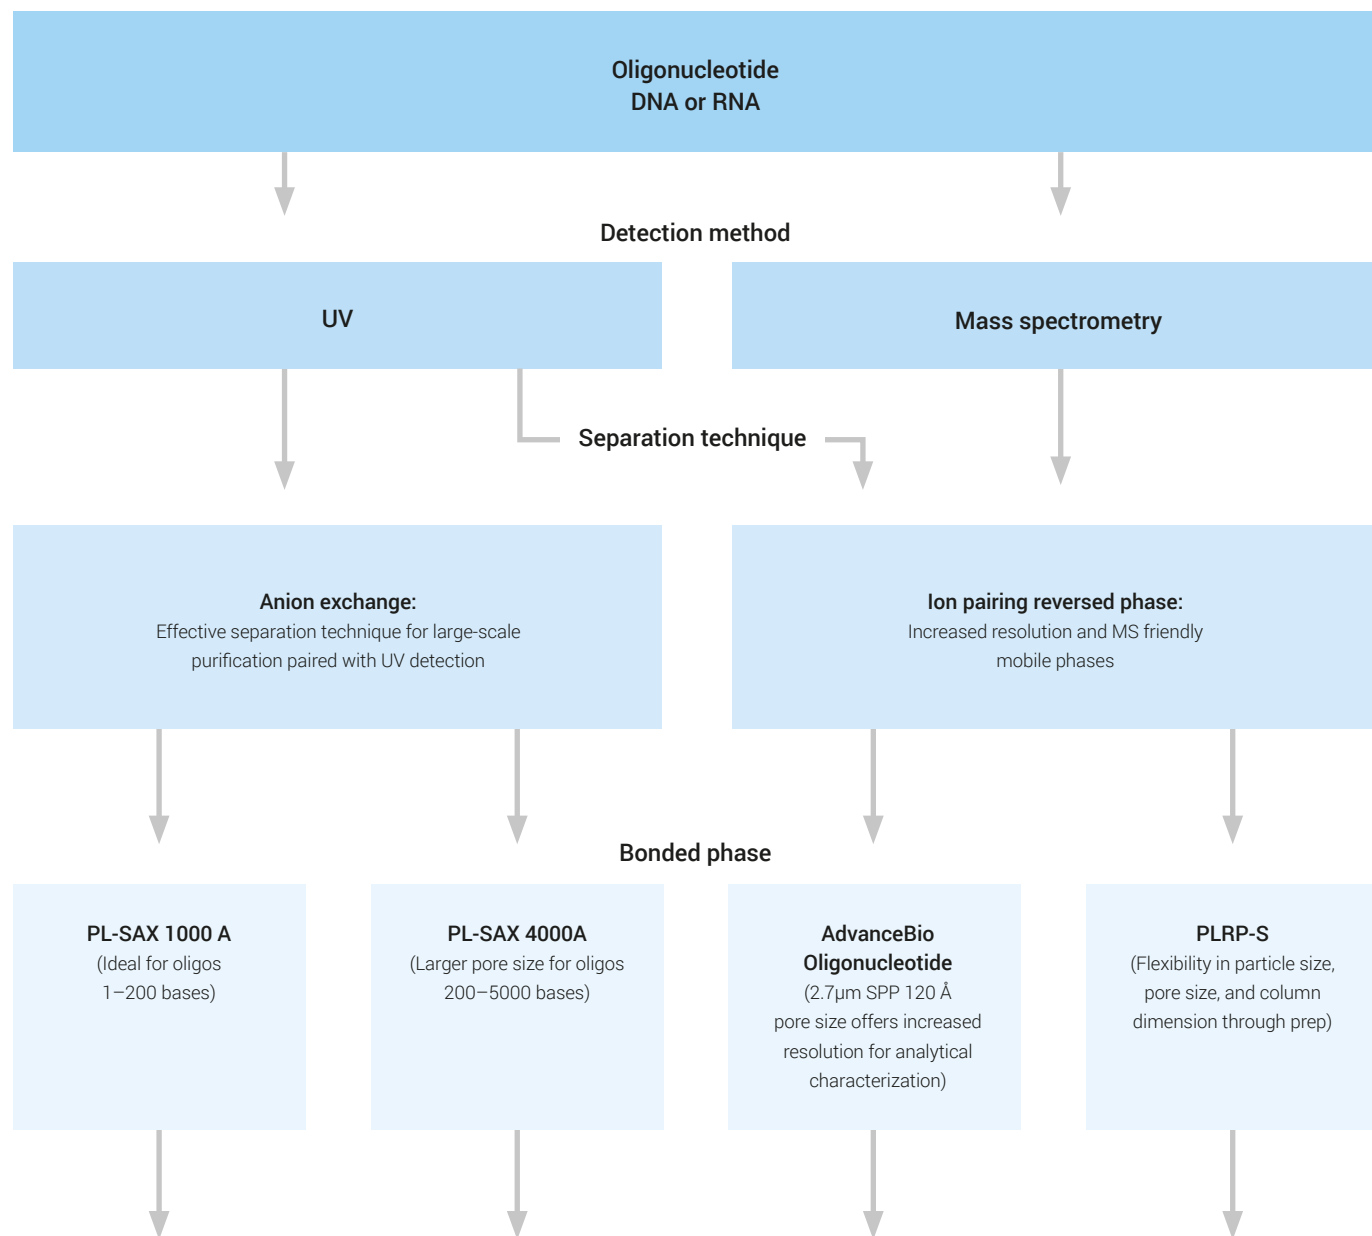 Oligonucleotide
DNA or RNA
Detection method
UV
Mass spectrometry
Separation technique
Anion exchange:
Effective separation technique for large-scale
purification paired with UV detection
Ion pairing reversed phase:
Increased resolution and MS friendly
mobile phases
Bonded phase
PL-SAX 1000 A
(Ideal for oligos
1–200 bases)
PL-SAX 4000A
(Larger pore size for oligos
200–5000 bases)
AdvanceBio
Oligonucleotide
(2.7µm SPP 120 Å
pore size offers increased
resolution for analytical
characterization)
PLRP-S
(Flexibility in particle size,
pore size, and column
dimension through prep)